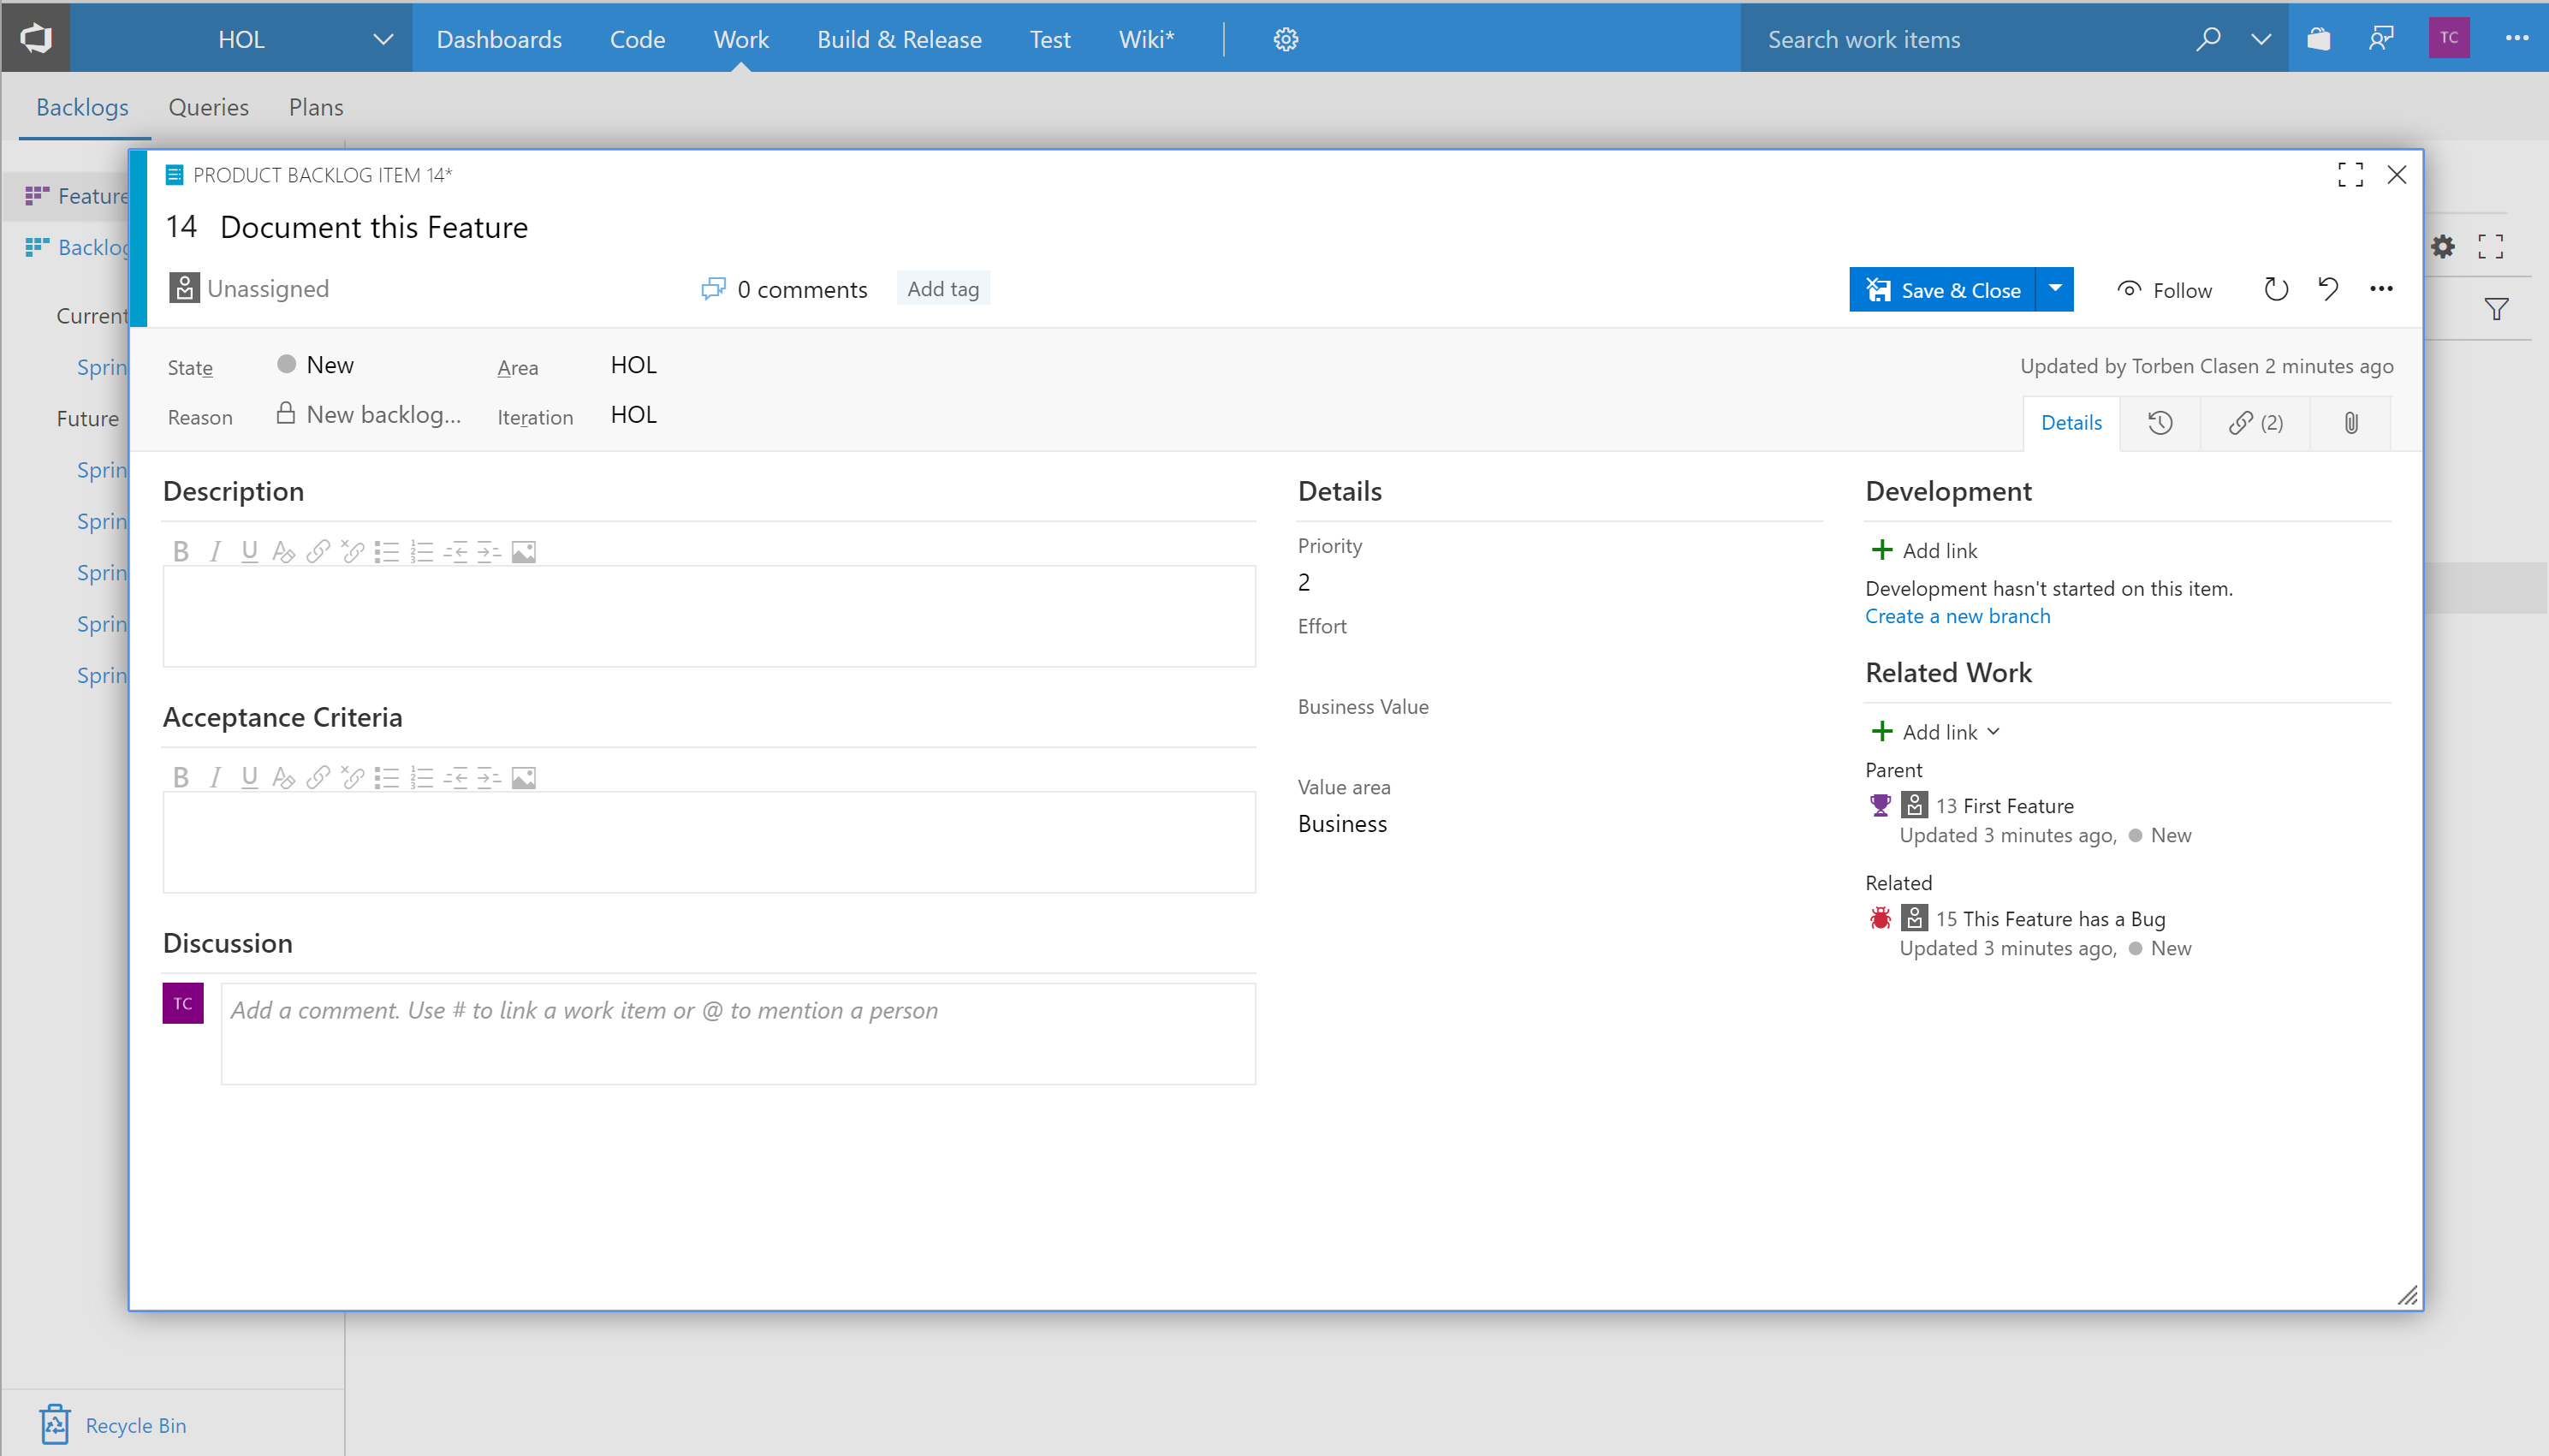 HOL
Dashboards
Code
Work
Build & Release
Test
Wiki*
Search work items
TC
Backlogs
Queries
Plans
Feature
Backlog
Current
Sprin
Future
Sprin
Sprin
Sprin
Sprin
Sprin
PRODUCT BACKLOG ITEM 14*
14 Document this Feature
Unassigned
0 comments
Add tag
Save & Close
Follow
State New
Area HOL
Updated by Torben Clasen 2 minutes ago
Reason New backlog...
Iteration HOL
Details
(2)
Description
B I U
Acceptance Criteria
B I U
Discussion
TC
Add a comment. Use # to link a work item or @ to mention a person
Details
Priority
2
Effort
Business Value
Value area
Business
Development
Add link
Development hasn't started on this item.
Create a new branch
Related Work
Add link
Parent
13 First Feature
Updated 3 minutes ago, New
Related
15 This Feature has a Bug
Updated 3 minutes ago, New
Recycle Bin